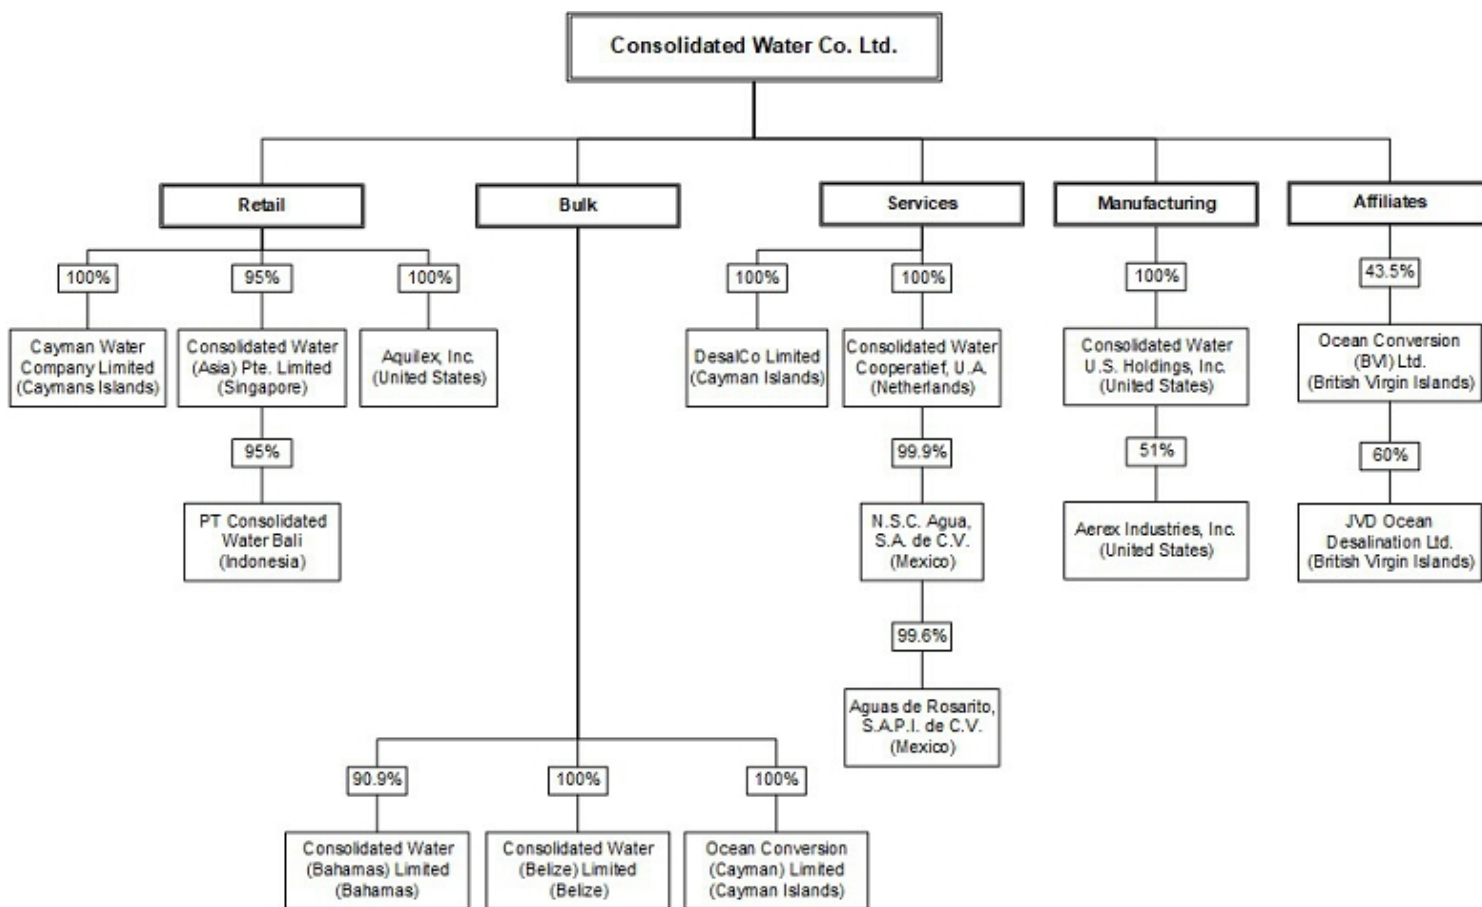 Consolidated Water Co. Ltd.
Retail
Bulk
Services
Manufacturing
Affiliates
100%
95%
100%
100%
100%
100%
43.5%
Cayman Water
Company Limited
(Caymans Islands)
Consolidated Water
(Asia) Pte. Limited
(Singapore)
Aquilex, Inc.
(United States)
DesalCo Limited
(Cayman Islands)
Consolidated Water
Cooperatief, U.A.
(Netherlands)
Consolidated Water
U.S. Holdings, Inc.
(United States)
Ocean Conversion
(BVI) Ltd.
(British Virgin Islands)
95%
99.9%
51%
60%
PT Consolidated
Water Bali
(Indonesia)
N.S.C. Agua,
S.A. de C.V.
(Mexico)
Aerex Industries, Inc.
(United States)
JVD Ocean
Desalination Ltd.
(British Virgin Islands)
99.6%
Aguas de Rosarito,
S.A.P.I. de C.V.
(Mexico)
90.9%
100%
100%
Consolidated Water
(Bahamas) Limited
(Bahamas)
Consolidated Water
(Belize) Limited
(Belize)
Ocean Conversion
(Cayman) Limited
(Cayman Islands)